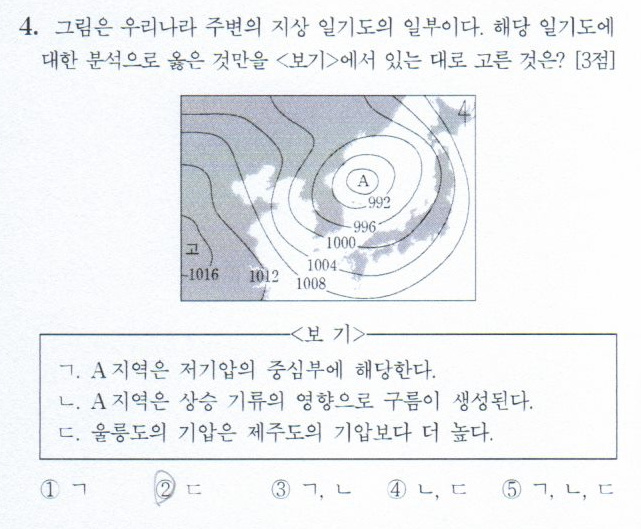 4. 그림은 우리나라 주변의 지상 일기도의 일부이다. 해당 일기도에
대한 분석으로 옳은 것만을 <보기>에서 있는 대로 고른 것은? [3점]
4
A
992
996
1000
고
1004
1016
1012
1008
<보 기>
ㄱ. A 지역은 저기압의 중심부에 해당한다.
ㄴ. A 지역은 상승 기류의 영향으로 구름이 생성된다.
ㄷ. 울릉도의 기압은 제주도의 기압보다 더 높다.
① ㄱ ② ㄷ ③ ㄱ, ㄴ ④ ㄴ, ㄷ ⑤ ㄱ, ㄴ, ㄷ